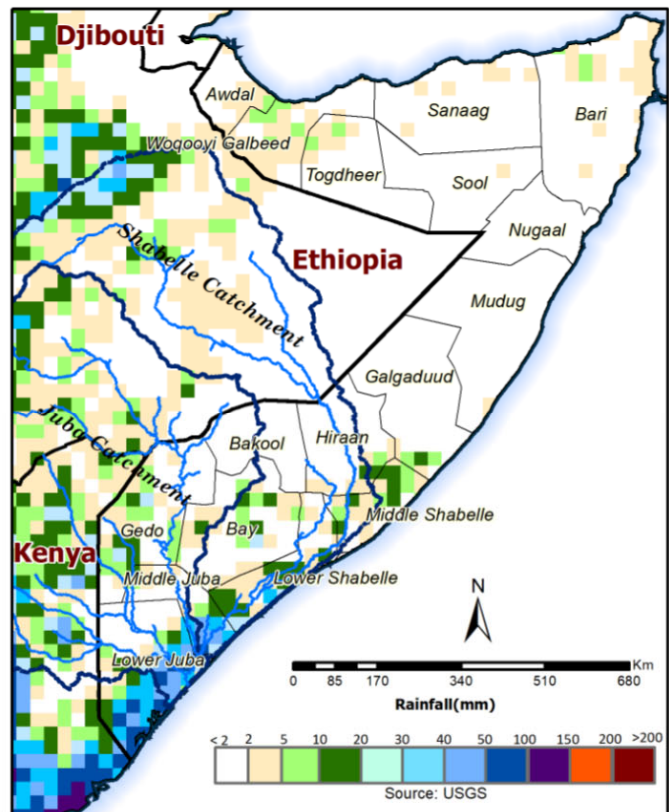 Djibouti
Awdal
Sanaag
Bari
Woqooyi Galbeed
Togdheer
Sool
Nugaal
Shabelle Catchment
Ethiopia
Mudug
Galgaduud
Juba Catchment
Bakool
Hiraan
Gedo
Bay
Middle Shabelle
Kenya
Middle Juba
Lower Shabelle
N
Lower Juba
Km
0 85 170 340 510 680
Rainfall(mm)
<2 2 5 10 20 30 40 50 100 150 200 >200
Source: USGS